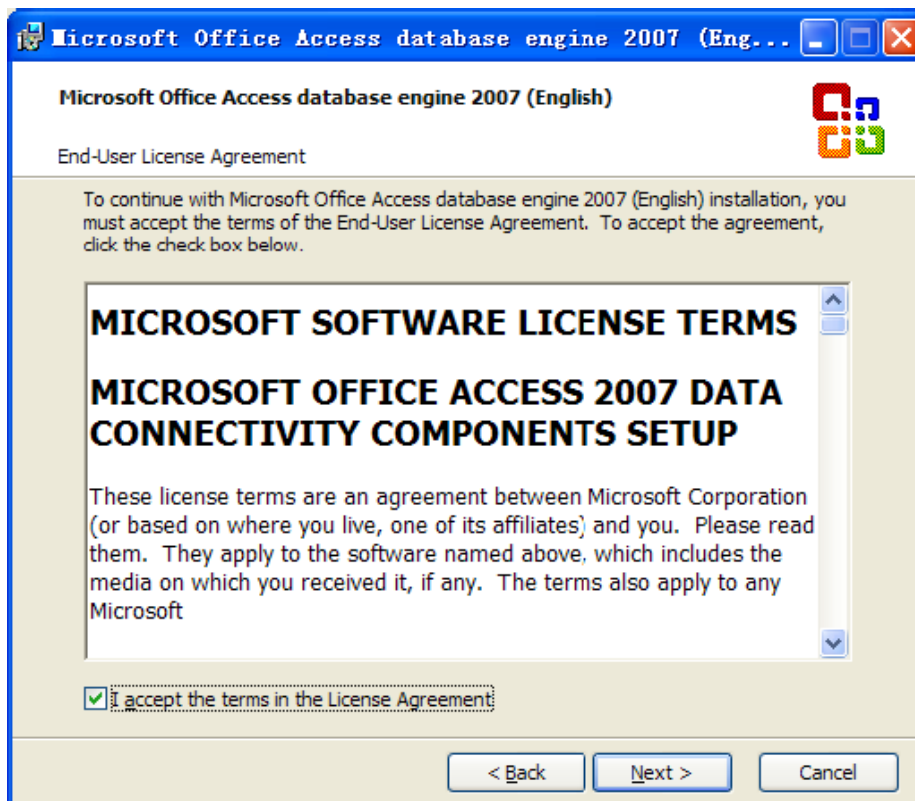 Microsoft Office Access database engine 2007 (Eng...
Microsoft Office Access database engine 2007 (English)
End-User License Agreement
To continue with Microsoft Office Access database engine 2007 (English) installation, you
must accept the terms of the End-User License Agreement.  To accept the agreement,
click the check box below.
MICROSOFT SOFTWARE LICENSE TERMS
MICROSOFT OFFICE ACCESS 2007 DATA
CONNECTIVITY COMPONENTS SETUP
These license terms are an agreement between Microsoft Corporation
(or based on where you live, one of its affiliates) and you.  Please read
them.  They apply to the software named above, which includes the
media on which you received it, if any.  The terms also apply to any
Microsoft
I accept the terms in the License Agreement
< Back
Next >
Cancel